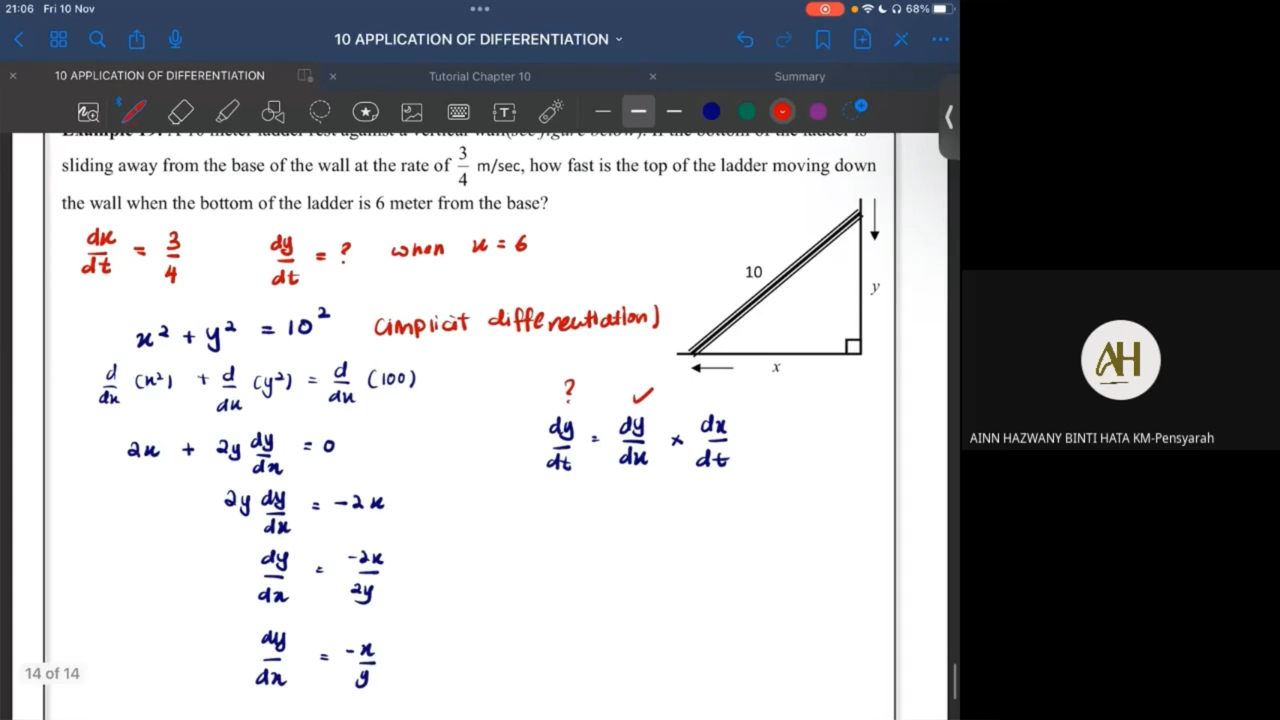 21:06 Fri 10 Nov
68%
10 APPLICATION OF DIFFERENTIATION
10 APPLICATION OF DIFFERENTIATION
Tutorial Chapter 10
Summary
sliding away from the base of the wall at the rate of 3/4 m/sec, how fast is the top of the ladder moving down
the wall when the bottom of the ladder is 6 meter from the base?
dx/dt = 3/4 dy/dt = ? when x = 6
10
y
x
x² + y² = 10² (implicit differentiation)
d/dx (x²) + d/dx (y²) = d/dx (100)
? ✓
dy/dt = dy/dx × dx/dt
2x + 2y dy/dx = 0
2y dy/dx = -2x
dy/dx = -2x/2y
dy/dx = -x/y
14 of 14
AH
AINN HAZWANY BINTI HATA KM-Pensyarah